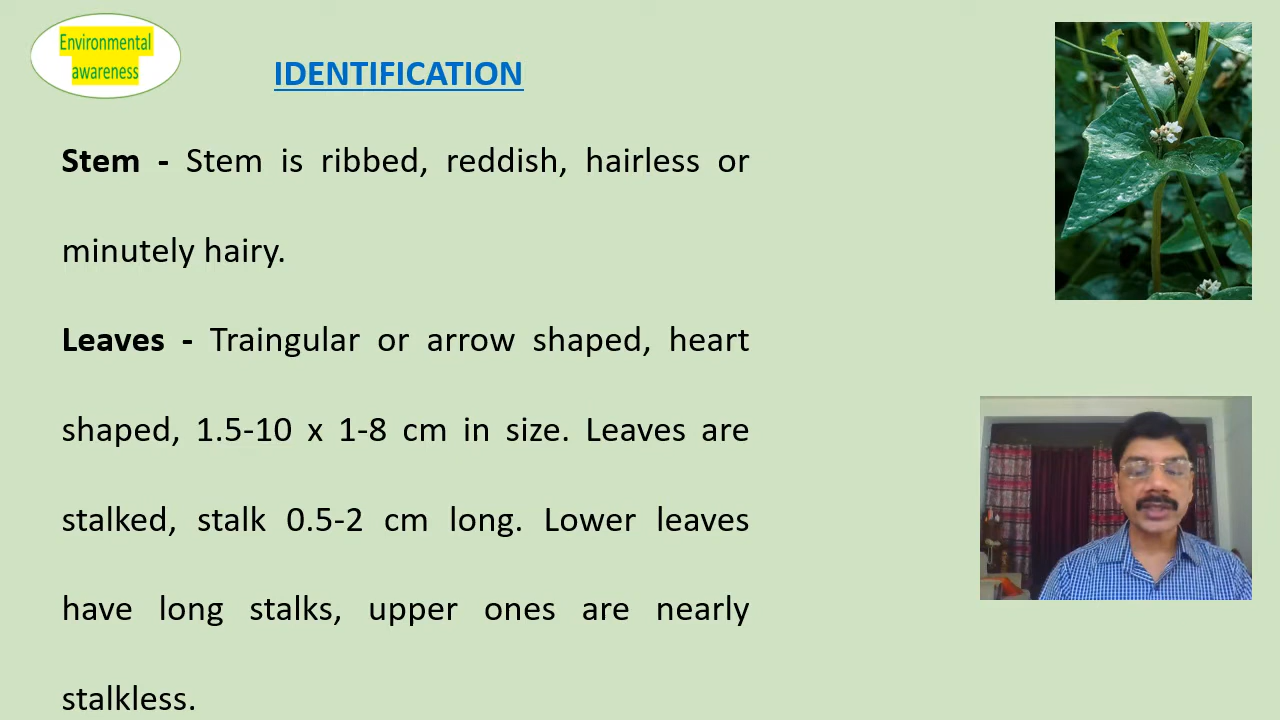 Environmental
awareness
IDENTIFICATION
Stem - Stem is ribbed, reddish, hairless or
minutely hairy.
Leaves - Traingular or arrow shaped, heart
shaped, 1.5-10 x 1-8 cm in size. Leaves are
stalked, stalk 0.5-2 cm long. Lower leaves
have long stalks, upper ones are nearly
stalkless.